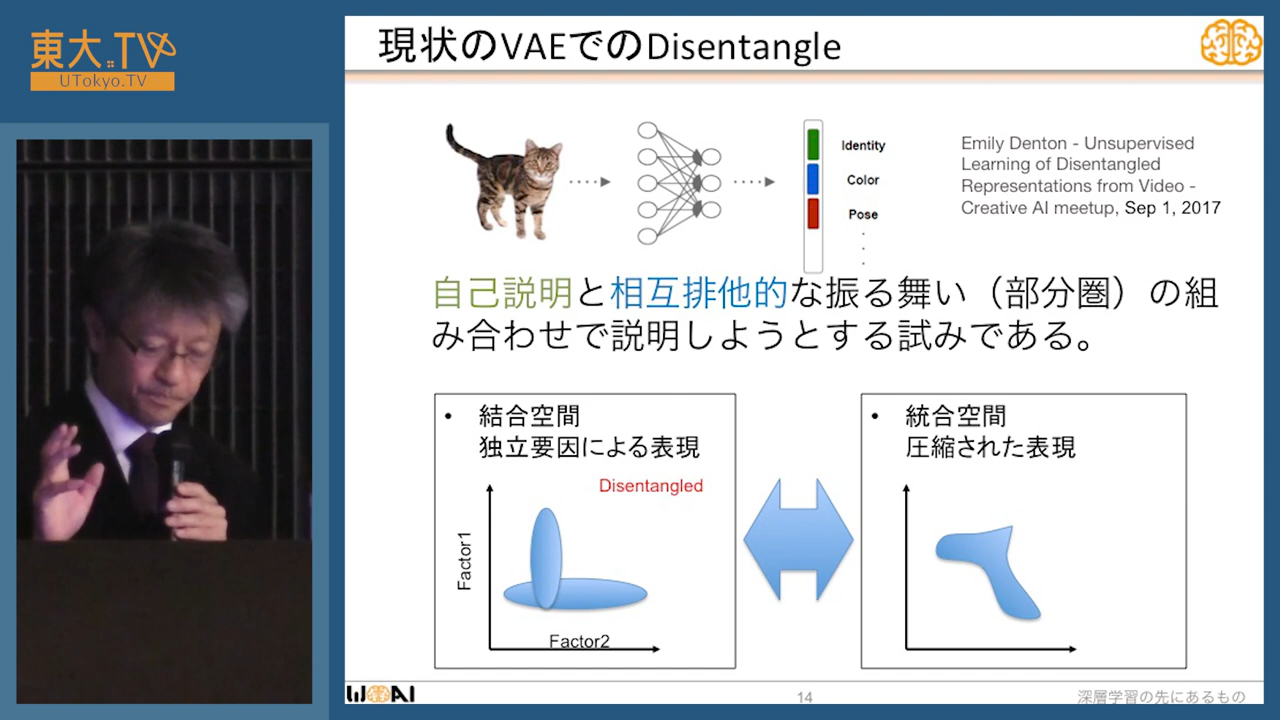 東大.TV
UTokyo.TV
現状のVAEでのDisentangle
Identity
Color
Pose
Emily Denton - Unsupervised
Learning of Disentangled
Representations from Video -
Creative AI meetup, Sep 1, 2017
自己説明と相互排他的な振る舞い（部分圏）の組
み合わせで説明しようとする試みである。
• 結合空間
独立要因による表現
Disentangled
Factor1
Factor2
• 統合空間
圧縮された表現
WBAI
14
深層学習の先にあるもの